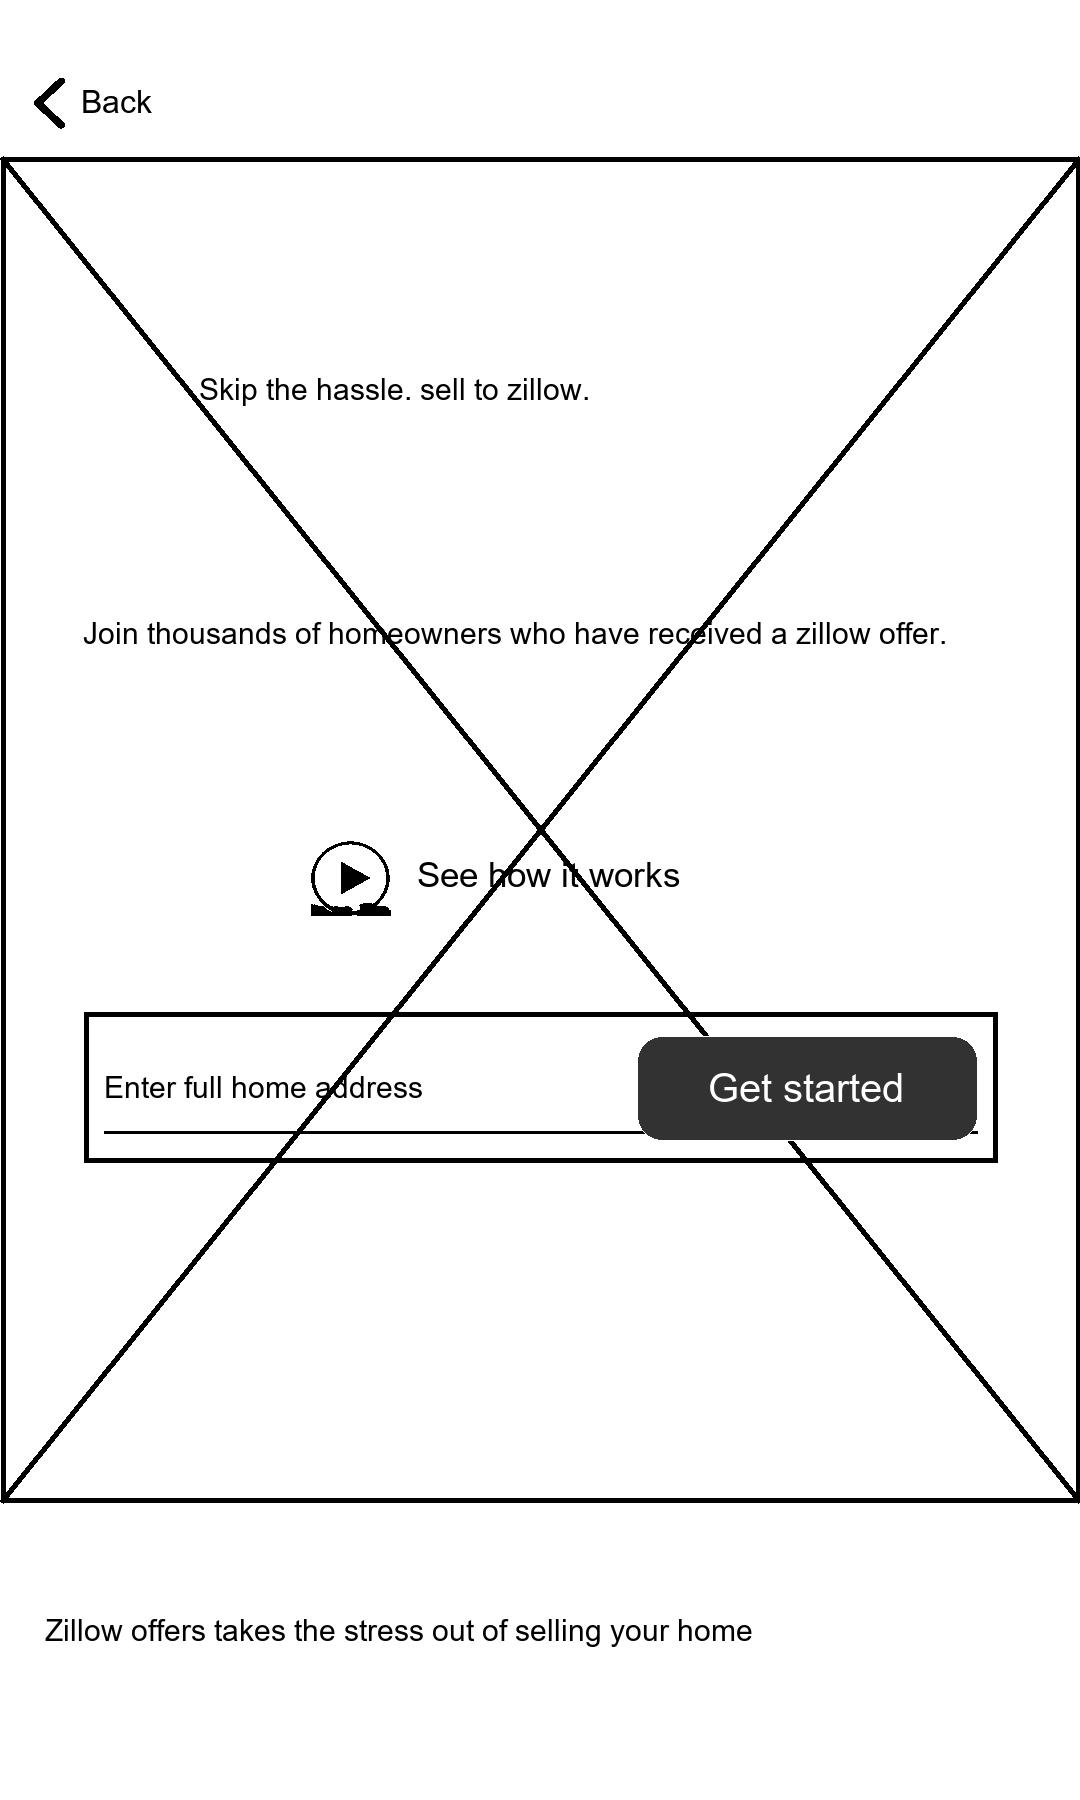 Back
Skip the hassle. sell to zillow.
Join thousands of homeowners who have received a zillow offer.
See how it works
Enter full home address
Get started
Zillow offers takes the stress out of selling your home